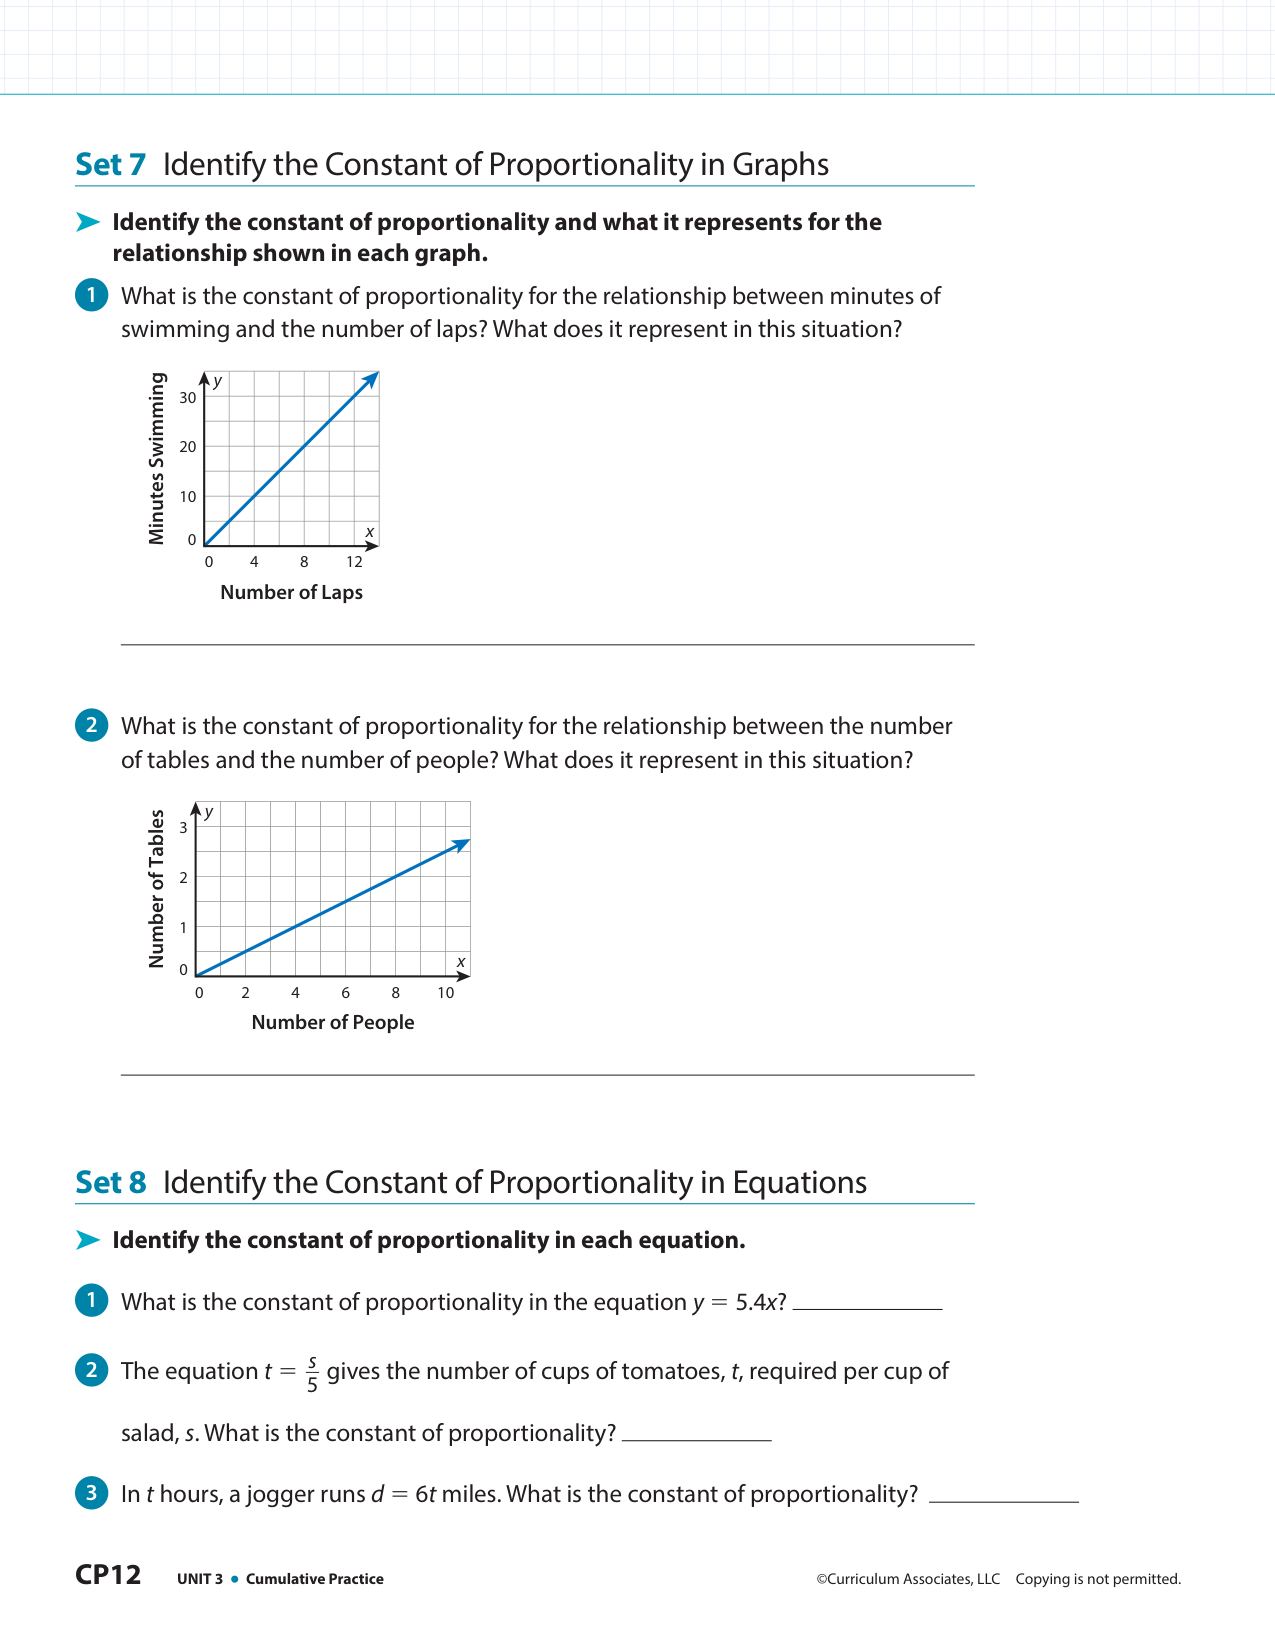 Set 7 Identify the Constant of Proportionality in Graphs
Identify the constant of proportionality and what it represents for the
relationship shown in each graph.
1 What is the constant of proportionality for the relationship between minutes of
swimming and the number of laps? What does it represent in this situation?
Minutes Swimming
y
30
20
10
0
x
0 4 8 12
Number of Laps
2 What is the constant of proportionality for the relationship between the number
of tables and the number of people? What does it represent in this situation?
Number of Tables
y
3
2
1
0
x
0 2 4 6 8 10
Number of People
Set 8 Identify the Constant of Proportionality in Equations
Identify the constant of proportionality in each equation.
1 What is the constant of proportionality in the equation y = 5.4x?
2 The equation t = s/5 gives the number of cups of tomatoes, t, required per cup of
salad, s. What is the constant of proportionality?
3 In t hours, a jogger runs d = 6t miles. What is the constant of proportionality?
CP12 UNIT 3 • Cumulative Practice ©Curriculum Associates, LLC Copying is not permitted.